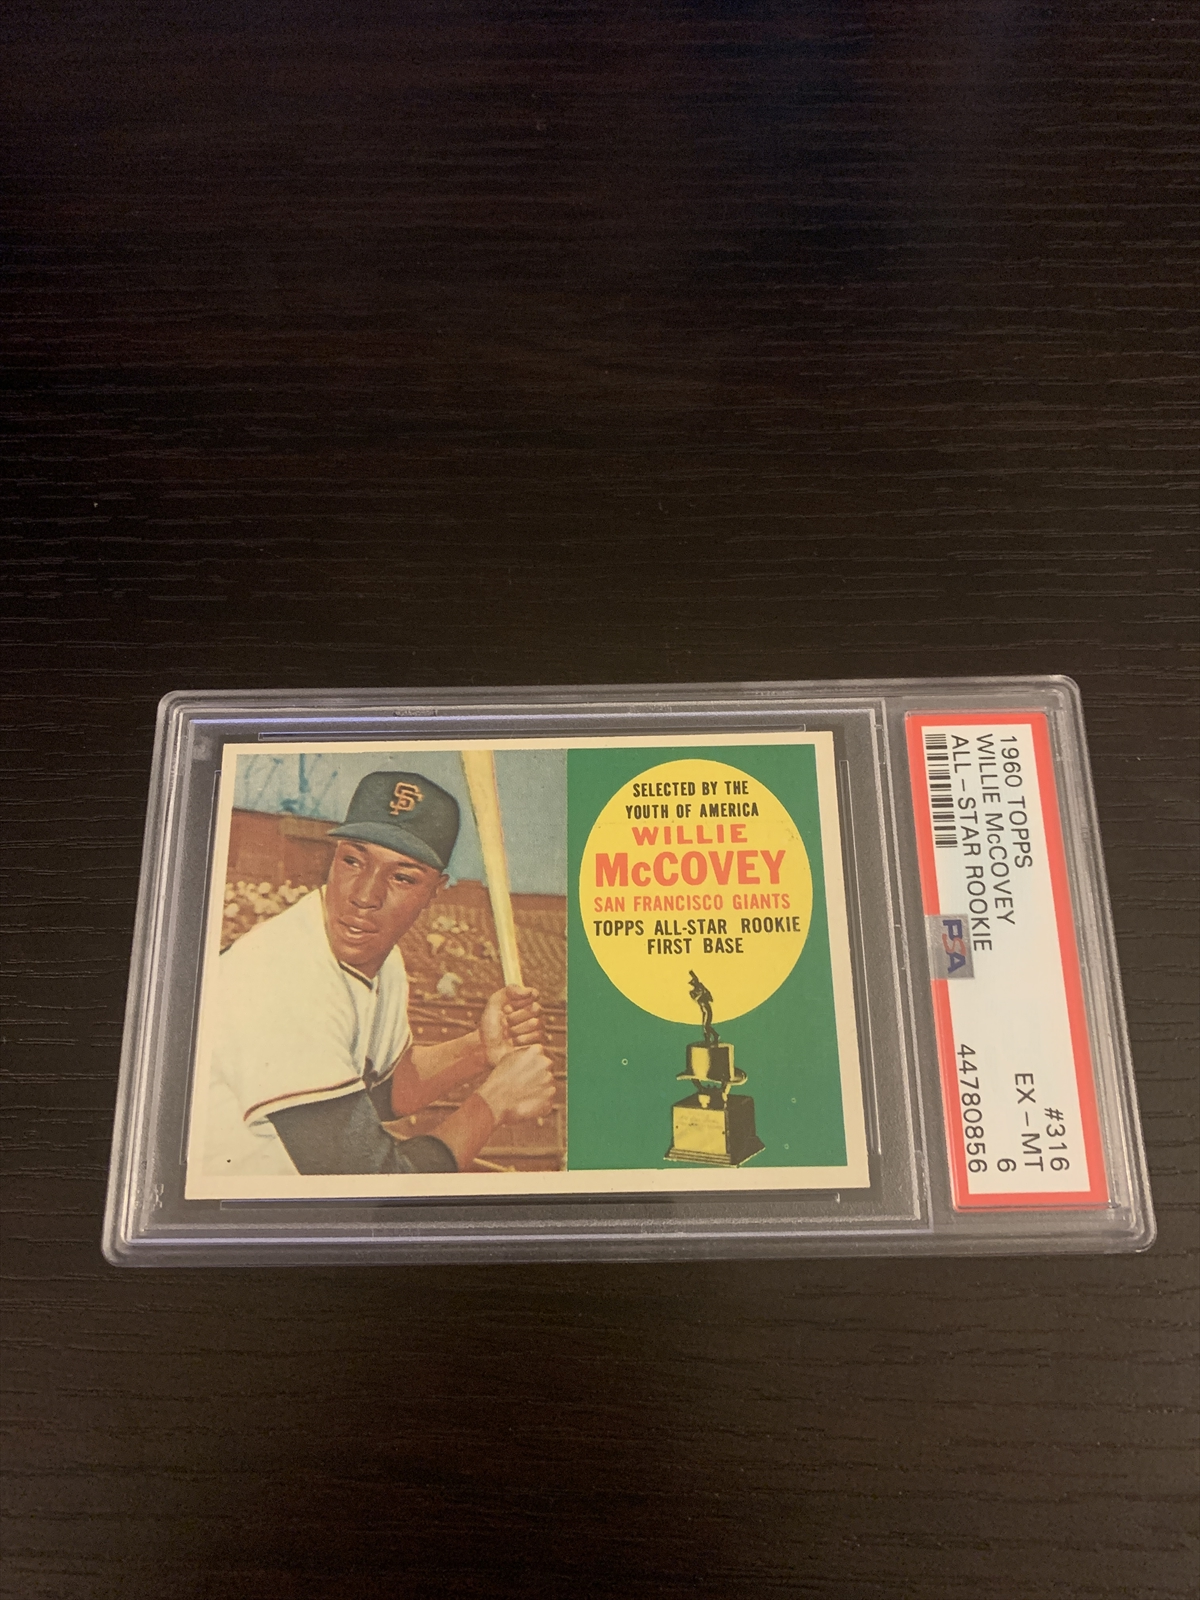 SF
SELECTED BY THE
YOUTH OF AMERICA
WILLIE
McCOVEY
SAN FRANCISCO GIANTS
TOPPS ALL-STAR ROOKIE
FIRST BASE
1960 TOPPS #316
WILLIE McCOVEY EX-MT
ALL-STAR ROOKIE 6
44780856
PSA